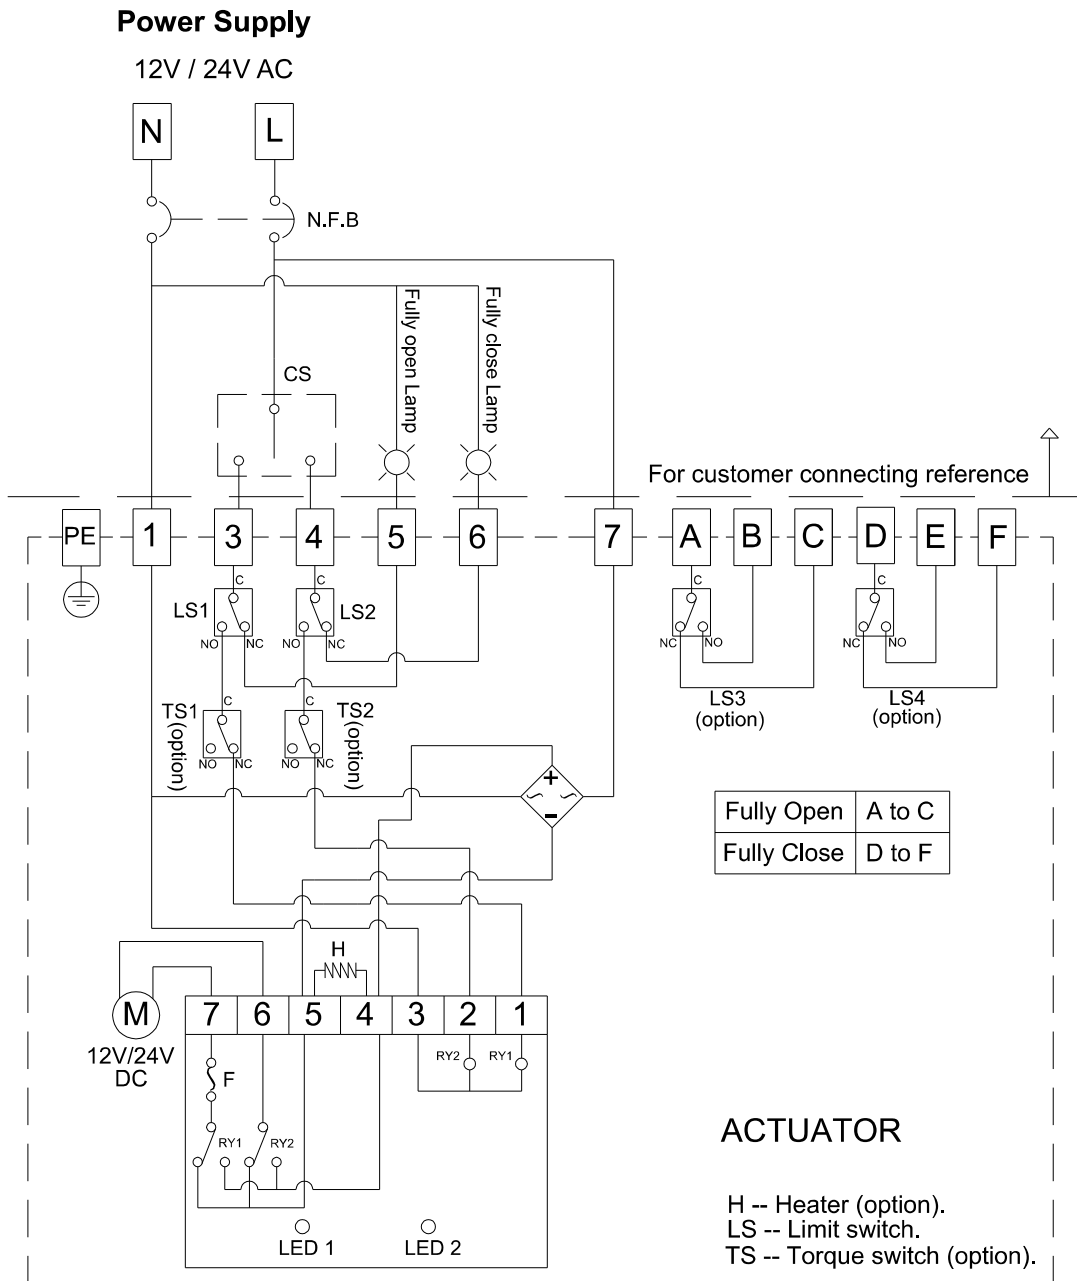 Power Supply
12V / 24V AC
N
L
N.F.B
Fully open Lamp
Fully close Lamp
CS
For customer connecting reference
PE
1
3
4
5
6
7
A
B
C
D
E
F
C
C
C
C
LS1
LS2
NO
NC
NO
NC
NC
NO
NC
NO
LS3
(option)
LS4
(option)
C
C
TS1
(option)
TS2
(option)
NO
NC
NO
NC
+
-
Fully Open A to C
Fully Close D to F
H
M
12V/24V
DC
7 6 5 4 3 2 1
RY2
RY1
F
RY1
RY2
LED 1
LED 2
ACTUATOR
H -- Heater (option).
LS -- Limit switch.
TS -- Torque switch (option).